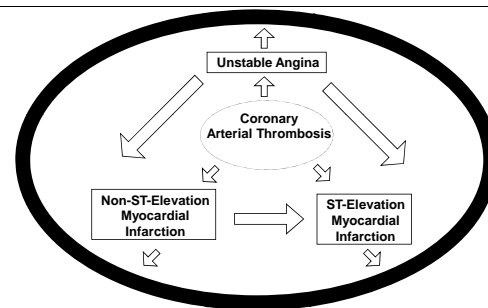 Unstable Angina
Coronary
Arterial Thrombosis
Non-ST-Elevation
Myocardial
Infarction
ST-Elevation
Myocardial
Infarction